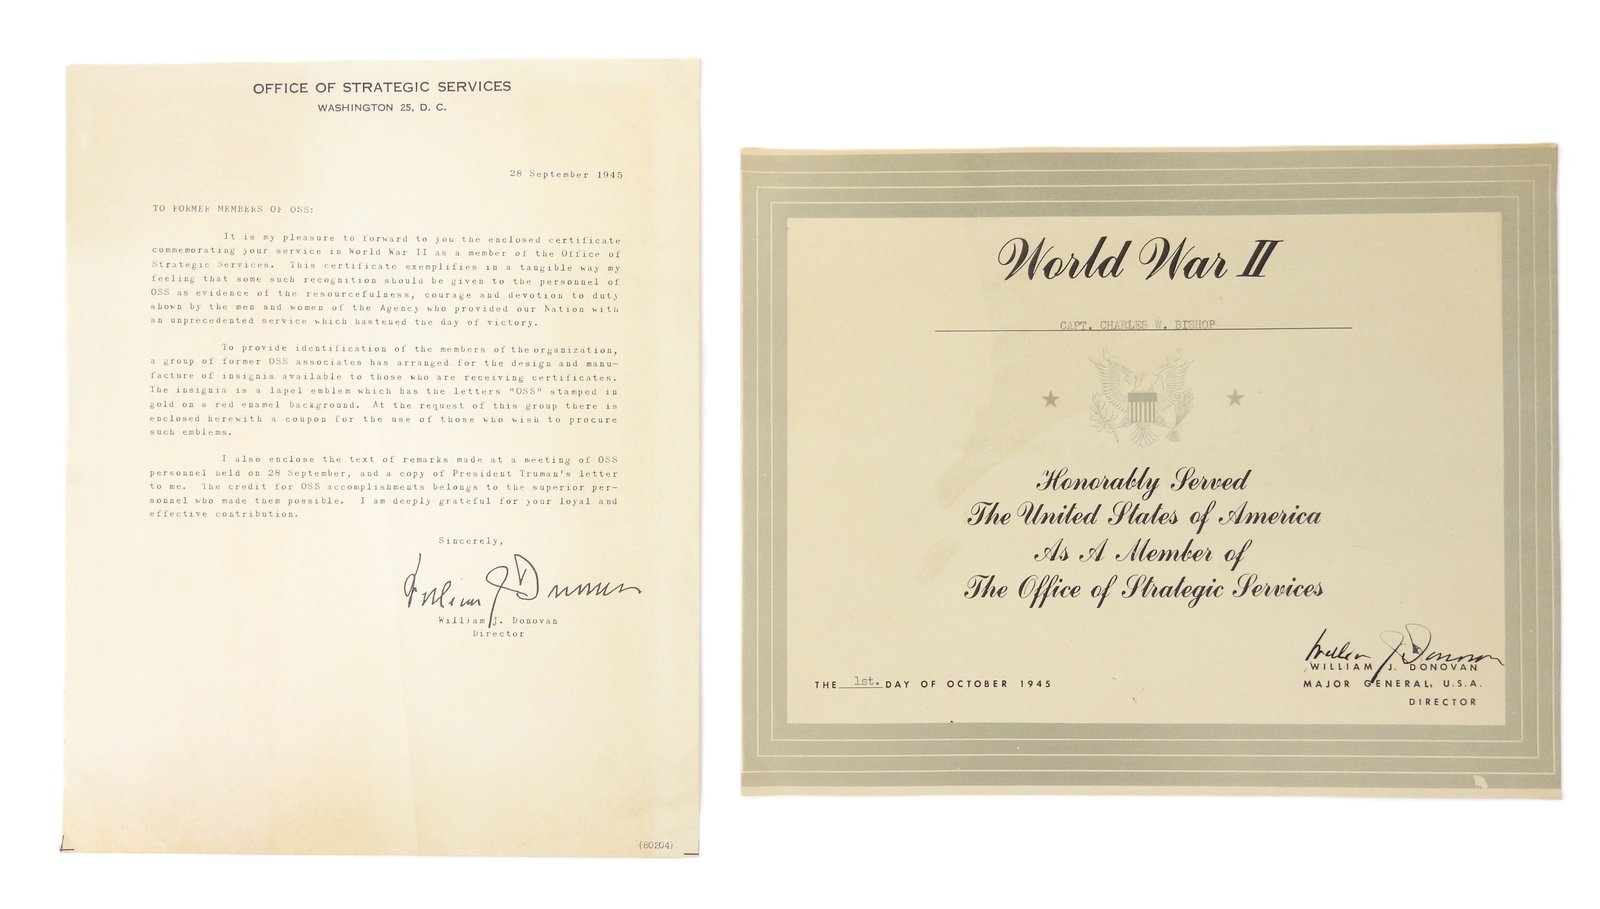 OFFICE OF STRATEGIC SERVICES
WASHINGTON 25, D. C.
28 September 1945
TO FORMER MEMBERS OF OSS:
It is my pleasure to forward to you the enclosed certificate
commemorating your service in World War II as a member of the Office of
Strategic Services. This certificate exemplifies in a tangible way my
feeling that some such recognition should be given to the personnel of
OSS as evidence of the resourcefulness, courage and devotion to duty
shown by the men and women of the Agency who provided our Nation with
an unprecedented service which hastened the day of victory.
To provide identification of the members of the organization,
a group of former OSS associates has arranged for the design and manu-
facture of insignia available to those who are receiving certificates.
The insignia is a lapel emblem which has the letters "OSS" stamped in
gold on a red enamel background. At the request of this group there is
enclosed herewith a coupon for the use of those who wish to procure
such emblems.
I also enclose the text of remarks made at a meeting of OSS
personnel held on 28 September, and a copy of President Truman's letter
to me. The credit for OSS accomplishments belongs to the superior per-
sonnel who made them possible. I am deeply grateful for your loyal and
effective contribution.
Sincerely,
William J Donovan
William J. Donovan
Director
(80204)
World War II
CAPT. CHARLES W. BISHOP
Honorably Served
The United States of America
As A Member of
The Office of Strategic Services
William J Donovan
WILLIAM J. DONOVAN
THE 1st. DAY OF OCTOBER 1945
MAJOR GENERAL, U.S.A.
DIRECTOR